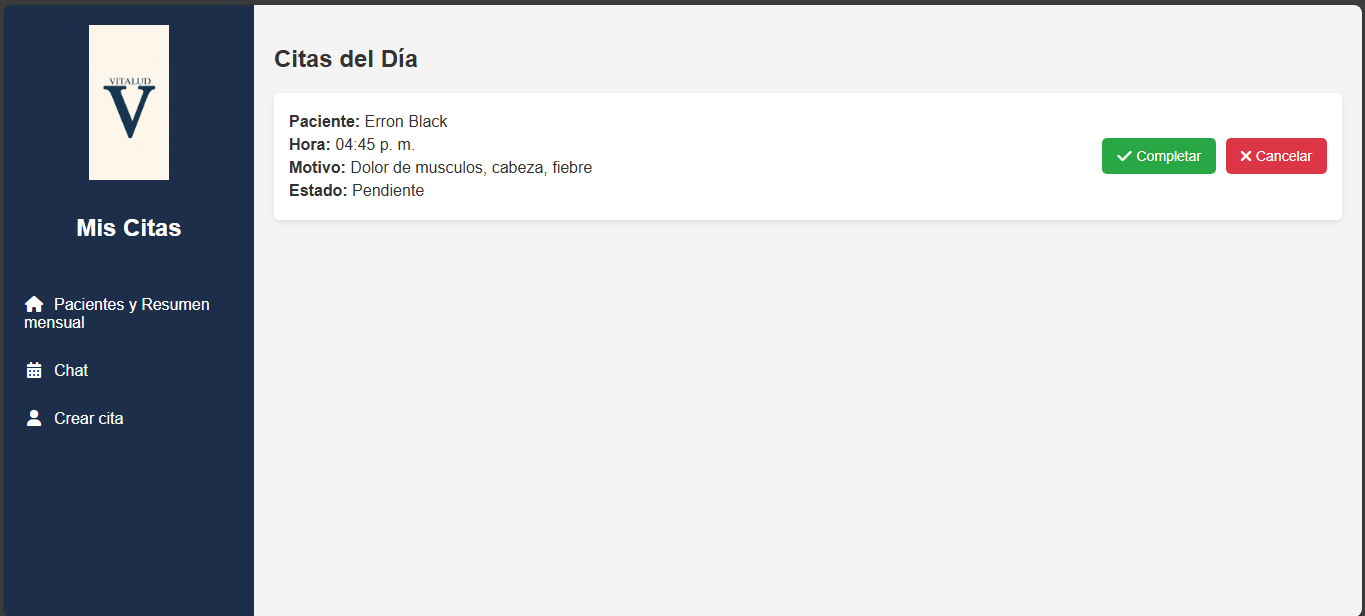 VITALUD
V
Mis Citas
Pacientes y Resumen
mensual
Chat
Crear cita
Citas del Día
Paciente: Erron Black
Hora: 04:45 p. m.
Motivo: Dolor de musculos, cabeza, fiebre
Estado: Pendiente
Completar
Cancelar